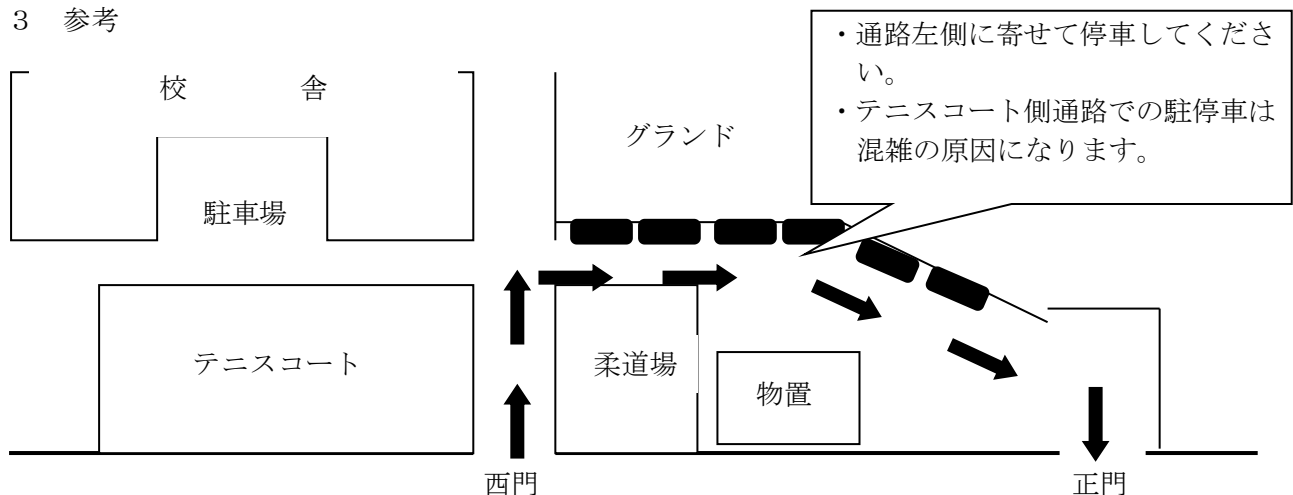 3 参考
・通路左側に寄せて停車してくださ
い。
・テニスコート側通路での駐停車は
混雑の原因になります。
校 舎
グランド
駐車場
テニスコート
柔道場
物置
西門
正門